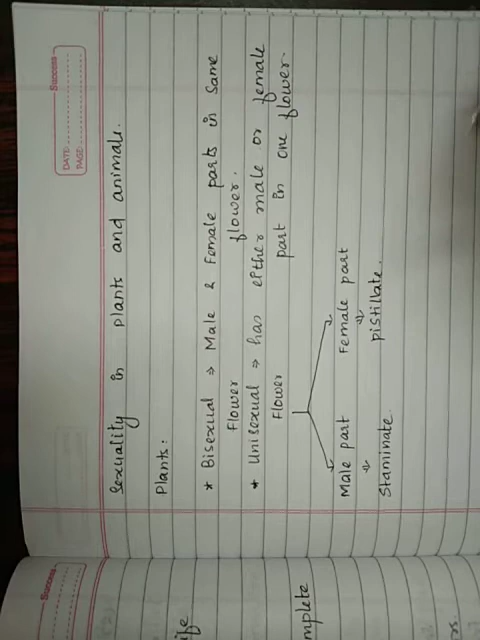 Success
DATE:
PAGE:
Sexuality in plants and animals.
Plants.
* Bisexual ⇒ Male & Female parts in same
Flower flower.
* Unisexual ⇒ has either male or female
Flower part in one flower.
Male part Female part
Staminate. pistillate.
Success
ife
mplete
rs.